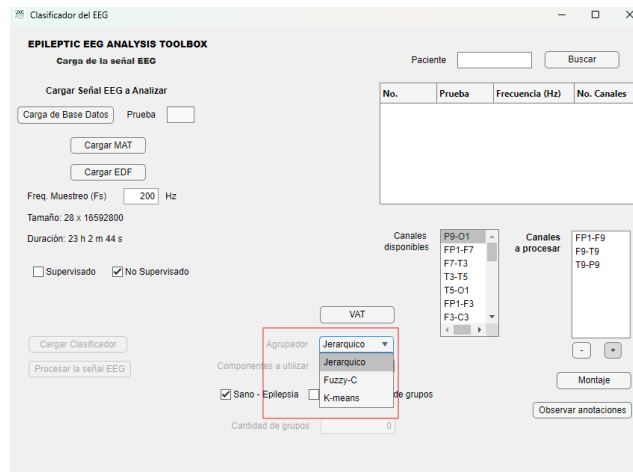 Clasificador del EEG
EPILEPTIC EEG ANALYSIS TOOLBOX
Carga de la señal EEG
Paciente
Buscar
Cargar Señal EEG a Analizar
Carga de Base Datos
Prueba
Cargar MAT
Cargar EDF
Freq. Muestreo (Fs)
200
Hz
Tamaño: 28 x 16592800
Duración: 23 h 2 m 44 s
Supervisado
No Supervisado
No.
Prueba
Frecuencia (Hz)
No. Canales
Canales
disponibles
P9-O1
FP1-F7
F7-T3
T3-T5
T5-O1
FP1-F3
F3-C3
Canales
a procesar
FP1-F9
F9-T9
T9-P9
-
+
VAT
Cargar Clasificador
Procesar la señal EEG
Agrupador
Jerarquico
Jerarquico
Fuzzy-C
K-means
Componentes a utilizar
Sano - Epilepsia
de grupos
Cantidad de grupos
0
Montaje
Observar anotaciones